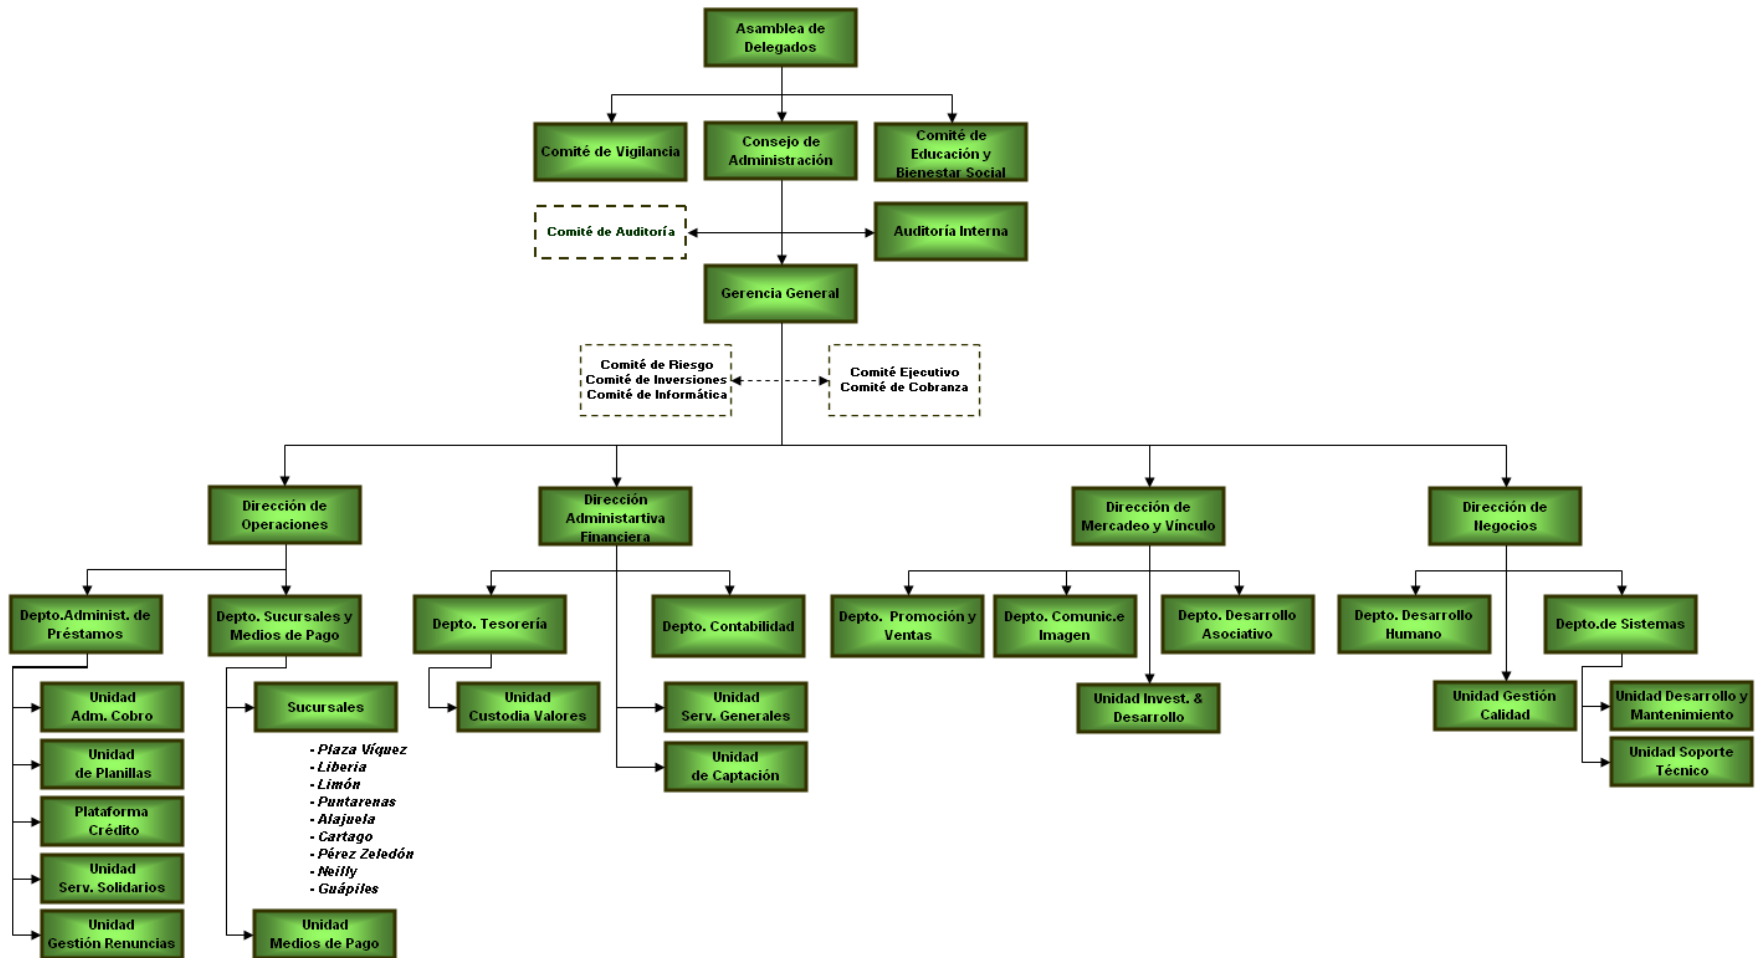 Asamblea de
Delegados
Comité de Vigilancia
Consejo de
Administración
Comité de
Educación y
Bienestar Social
Comité de Auditoría
Auditoría Interna
Gerencia General
Comité de Riesgo
Comité de Inversiones
Comité de Informática
Comité Ejecutivo
Comité de Cobranza
Dirección de
Operaciones
Dirección
Administartiva
Financiera
Dirección de
Mercadeo y Vínculo
Dirección de
Negocios
Depto.Administ. de
Préstamos
Depto. Sucursales y
Medios de Pago
Depto. Tesorería
Depto. Contabilidad
Depto. Promoción y
Ventas
Depto. Comunic.e
Imagen
Depto. Desarrollo
Asociativo
Depto. Desarrollo
Humano
Depto.de Sistemas
Unidad
Adm. Cobro
Unidad
de Planillas
Plataforma
Crédito
Unidad
Serv. Solidarios
Unidad
Gestión Renuncias
Sucursales
- Plaza Víquez
- Liberia
- Limón
- Puntarenas
- Alajuela
- Cartago
- Pérez Zeledón
- Neilly
- Guápiles
Unidad
Medios de Pago
Unidad
Custodia Valores
Unidad
Serv. Generales
Unidad
de Captación
Unidad Invest. &
Desarrollo
Unidad Gestión
Calidad
Unidad Desarrollo y
Mantenimiento
Unidad Soporte
Técnico